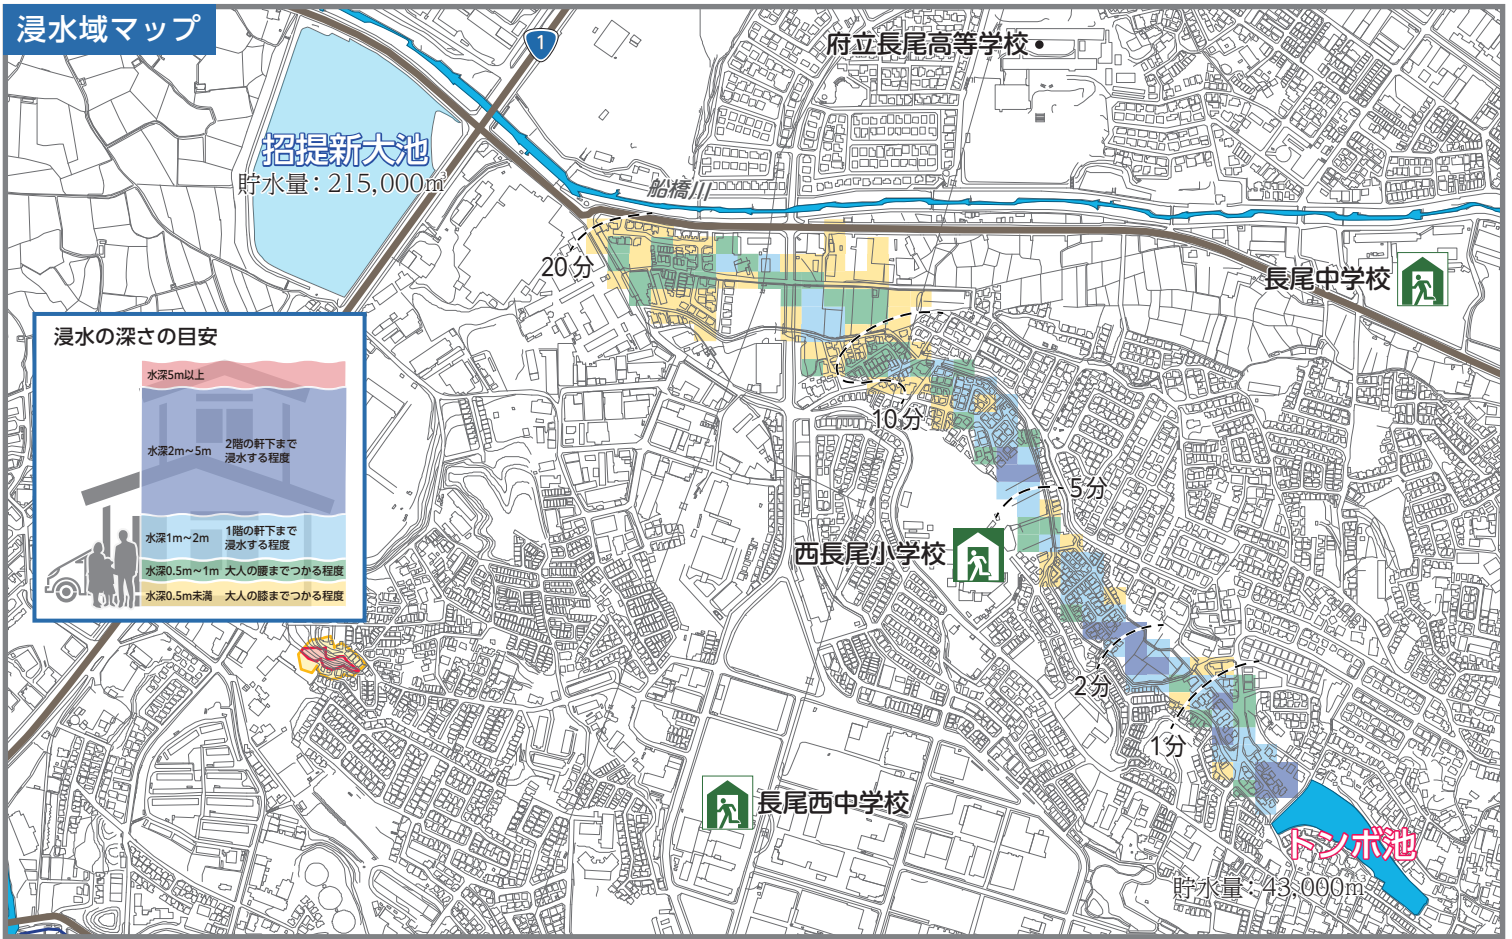 浸水域マップ
1
府立長尾高等学校
招提新大池
貯水量：215,000㎥
船橋川
20分
長尾中学校
浸水の深さの目安
水深5m以上
水深2m～5m 2階の軒下まで
浸水する程度
水深1m～2m 1階の軒下まで
浸水する程度
水深0.5m～1m 大人の腰までつかる程度
水深0.5m未満 大人の膝までつかる程度
10分
5分
西長尾小学校
2分
1分
長尾西中学校
トンボ池
貯水量：43,000㎥